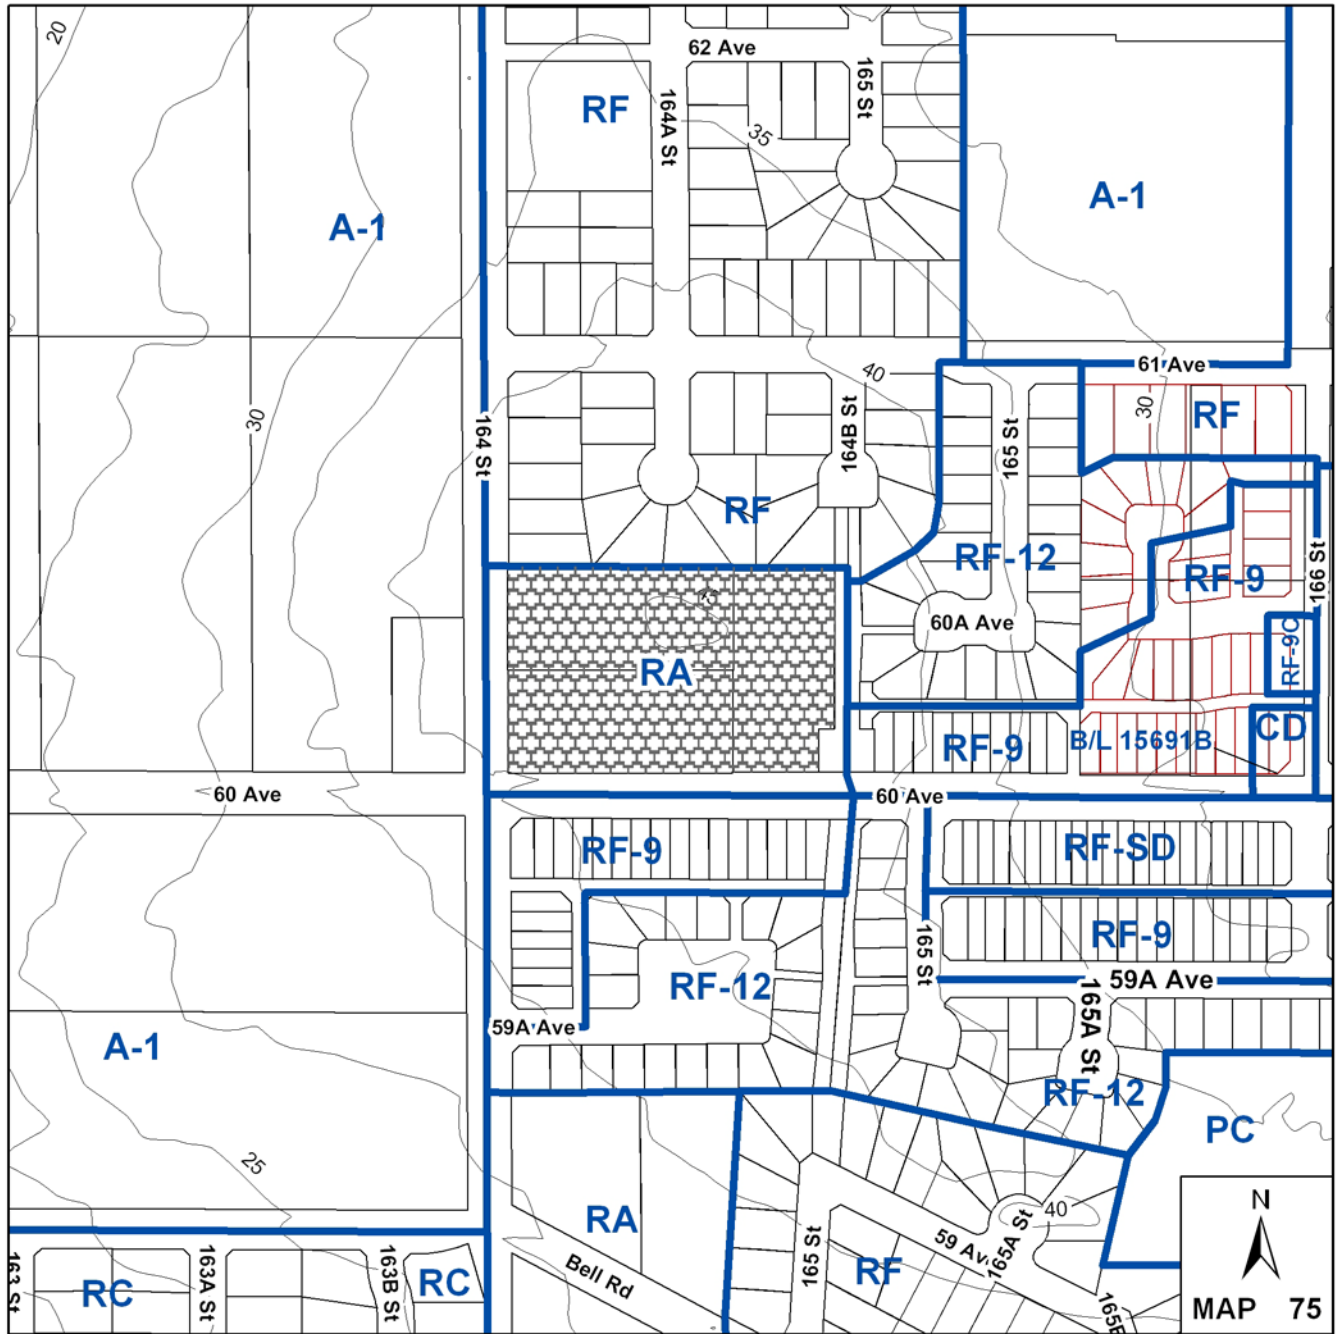 20
62 Ave
165 St
RF
164A St
35
A-1
A-1
61 Ave
40
30
RF
30
164 St
164B St
165 St
RF
RF-12
RF-9
166 St
45
60A Ave
RA
RF-9C
CD
RF-9
B/L 15691B
60 Ave
60 Ave
RF-9
RF-SD
RF-9
165 St
RF-12
59A Ave
165A St
59A Ave
A-1
RF-12
PC
25
RA
40
N
59 Av
165A St
165 St
Bell Rd
RF
163 St
RC
163A St
163B St
RC
165B
MAP 75